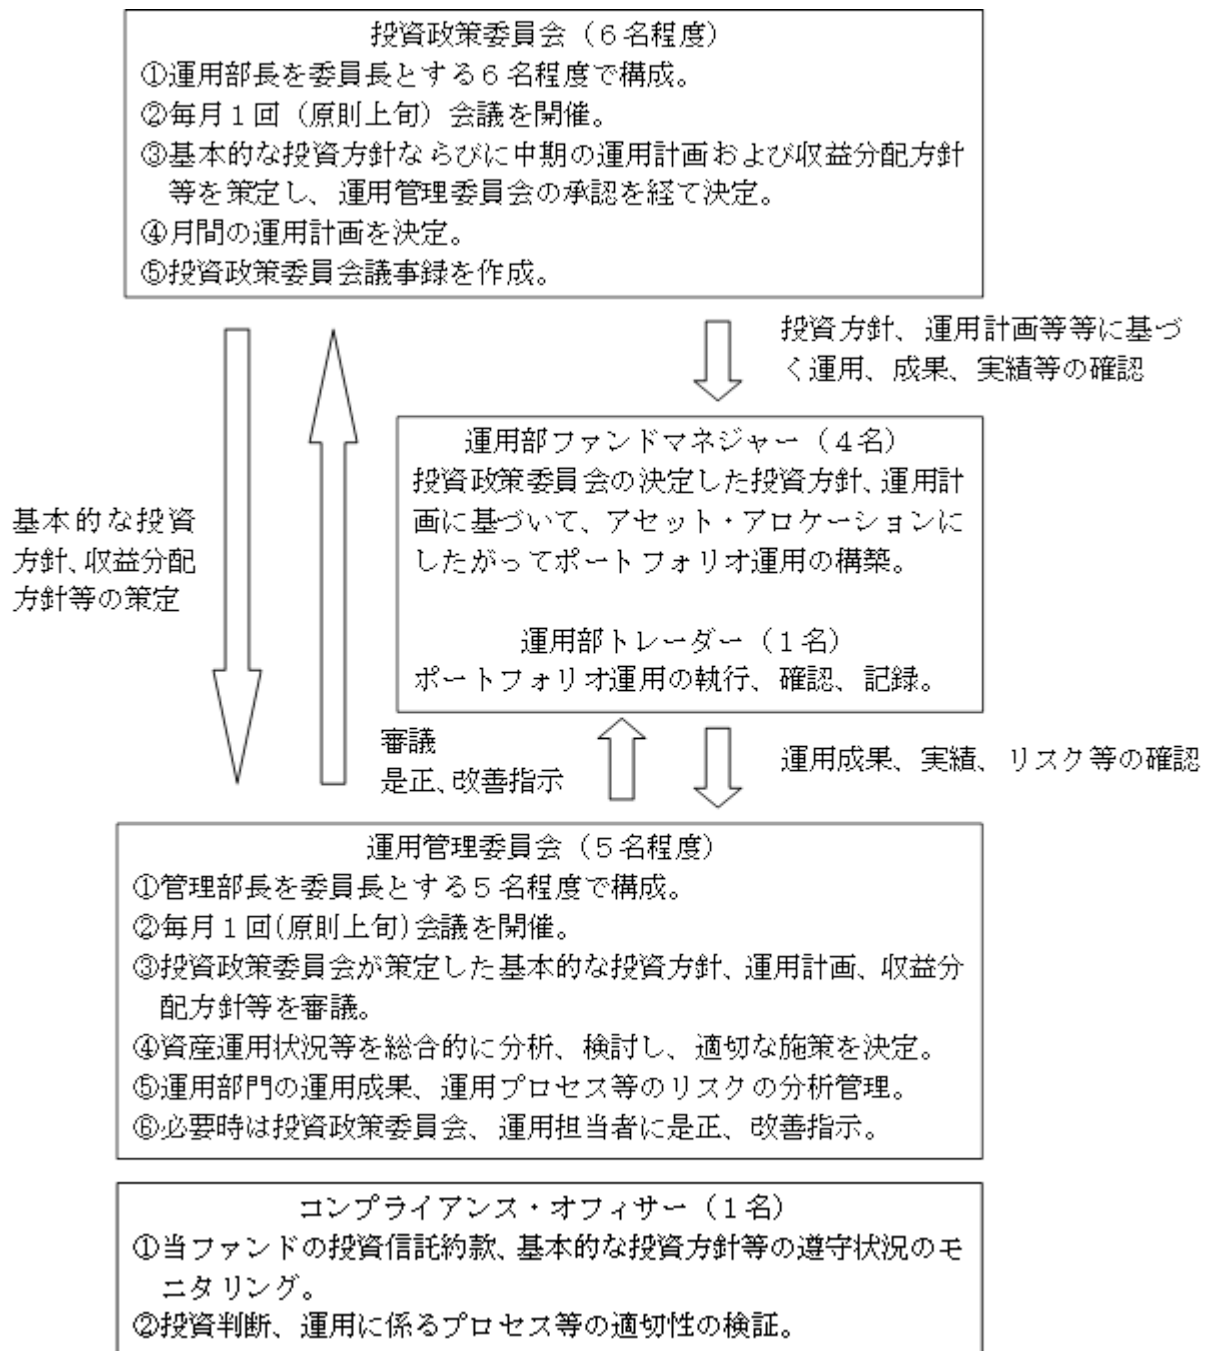 投資政策委員会（６名程度）
①運用部長を委員長とする６名程度で構成。
②毎月１回（原則上旬）会議を開催。
③基本的な投資方針ならびに中期の運用計画および収益分配方針
等を策定し、運用管理委員会の承認を経て決定。
④月間の運用計画を決定。
⑤投資政策委員会議事録を作成。
投資方針、運用計画等等に基づ
く運用、成果、実績等の確認
運用部ファンドマネジャー（４名）
投資政策委員会の決定した投資方針、運用計
画に基づいて、アセット・アロケーションに
したがってポートフォリオ運用の構築。
運用部トレーダー（１名）
ポートフォリオ運用の執行、確認、記録。
基本的な投資
方針、収益分配
方針等の策定
審議
是正、改善指示
運用成果、実績、リスク等の確認
運用管理委員会（５名程度）
①管理部長を委員長とする５名程度で構成。
②毎月１回(原則上旬)会議を開催。
③投資政策委員会が策定した基本的な投資方針、運用計画、収益分
配方針等を審議。
④資産運用状況等を総合的に分析、検討し、適切な施策を決定。
⑤運用部門の運用成果、運用プロセス等のリスクの分析管理。
⑥必要時は投資政策委員会、運用担当者に是正、改善指示。
コンプライアンス・オフィサー（１名）
①当ファンドの投資信託約款、基本的な投資方針等の遵守状況のモ
ニタリング。
②投資判断、運用に係るプロセス等の適切性の検証。